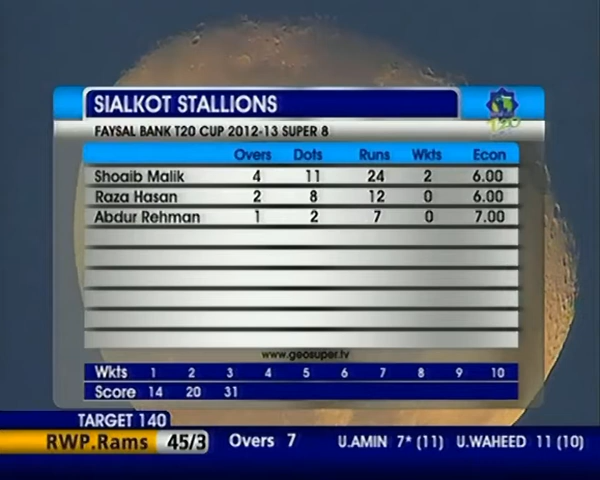 SIALKOT STALLIONS
T20
FAYSAL BANK T20 CUP 2012-13 SUPER 8
Overs Dots Runs Wkts Econ
Shoaib Malik 4 11 24 2 6.00
Raza Hasan 2 8 12 0 6.00
Abdur Rehman 1 2 7 0 7.00
www.geosuper.tv
Wkts 1 2 3 4 5 6 7 8 9 10
Score 14 20 31
TARGET 140
RWP.Rams 45/3 Overs 7 U.AMIN 7* (11) U.WAHEED 11 (10)